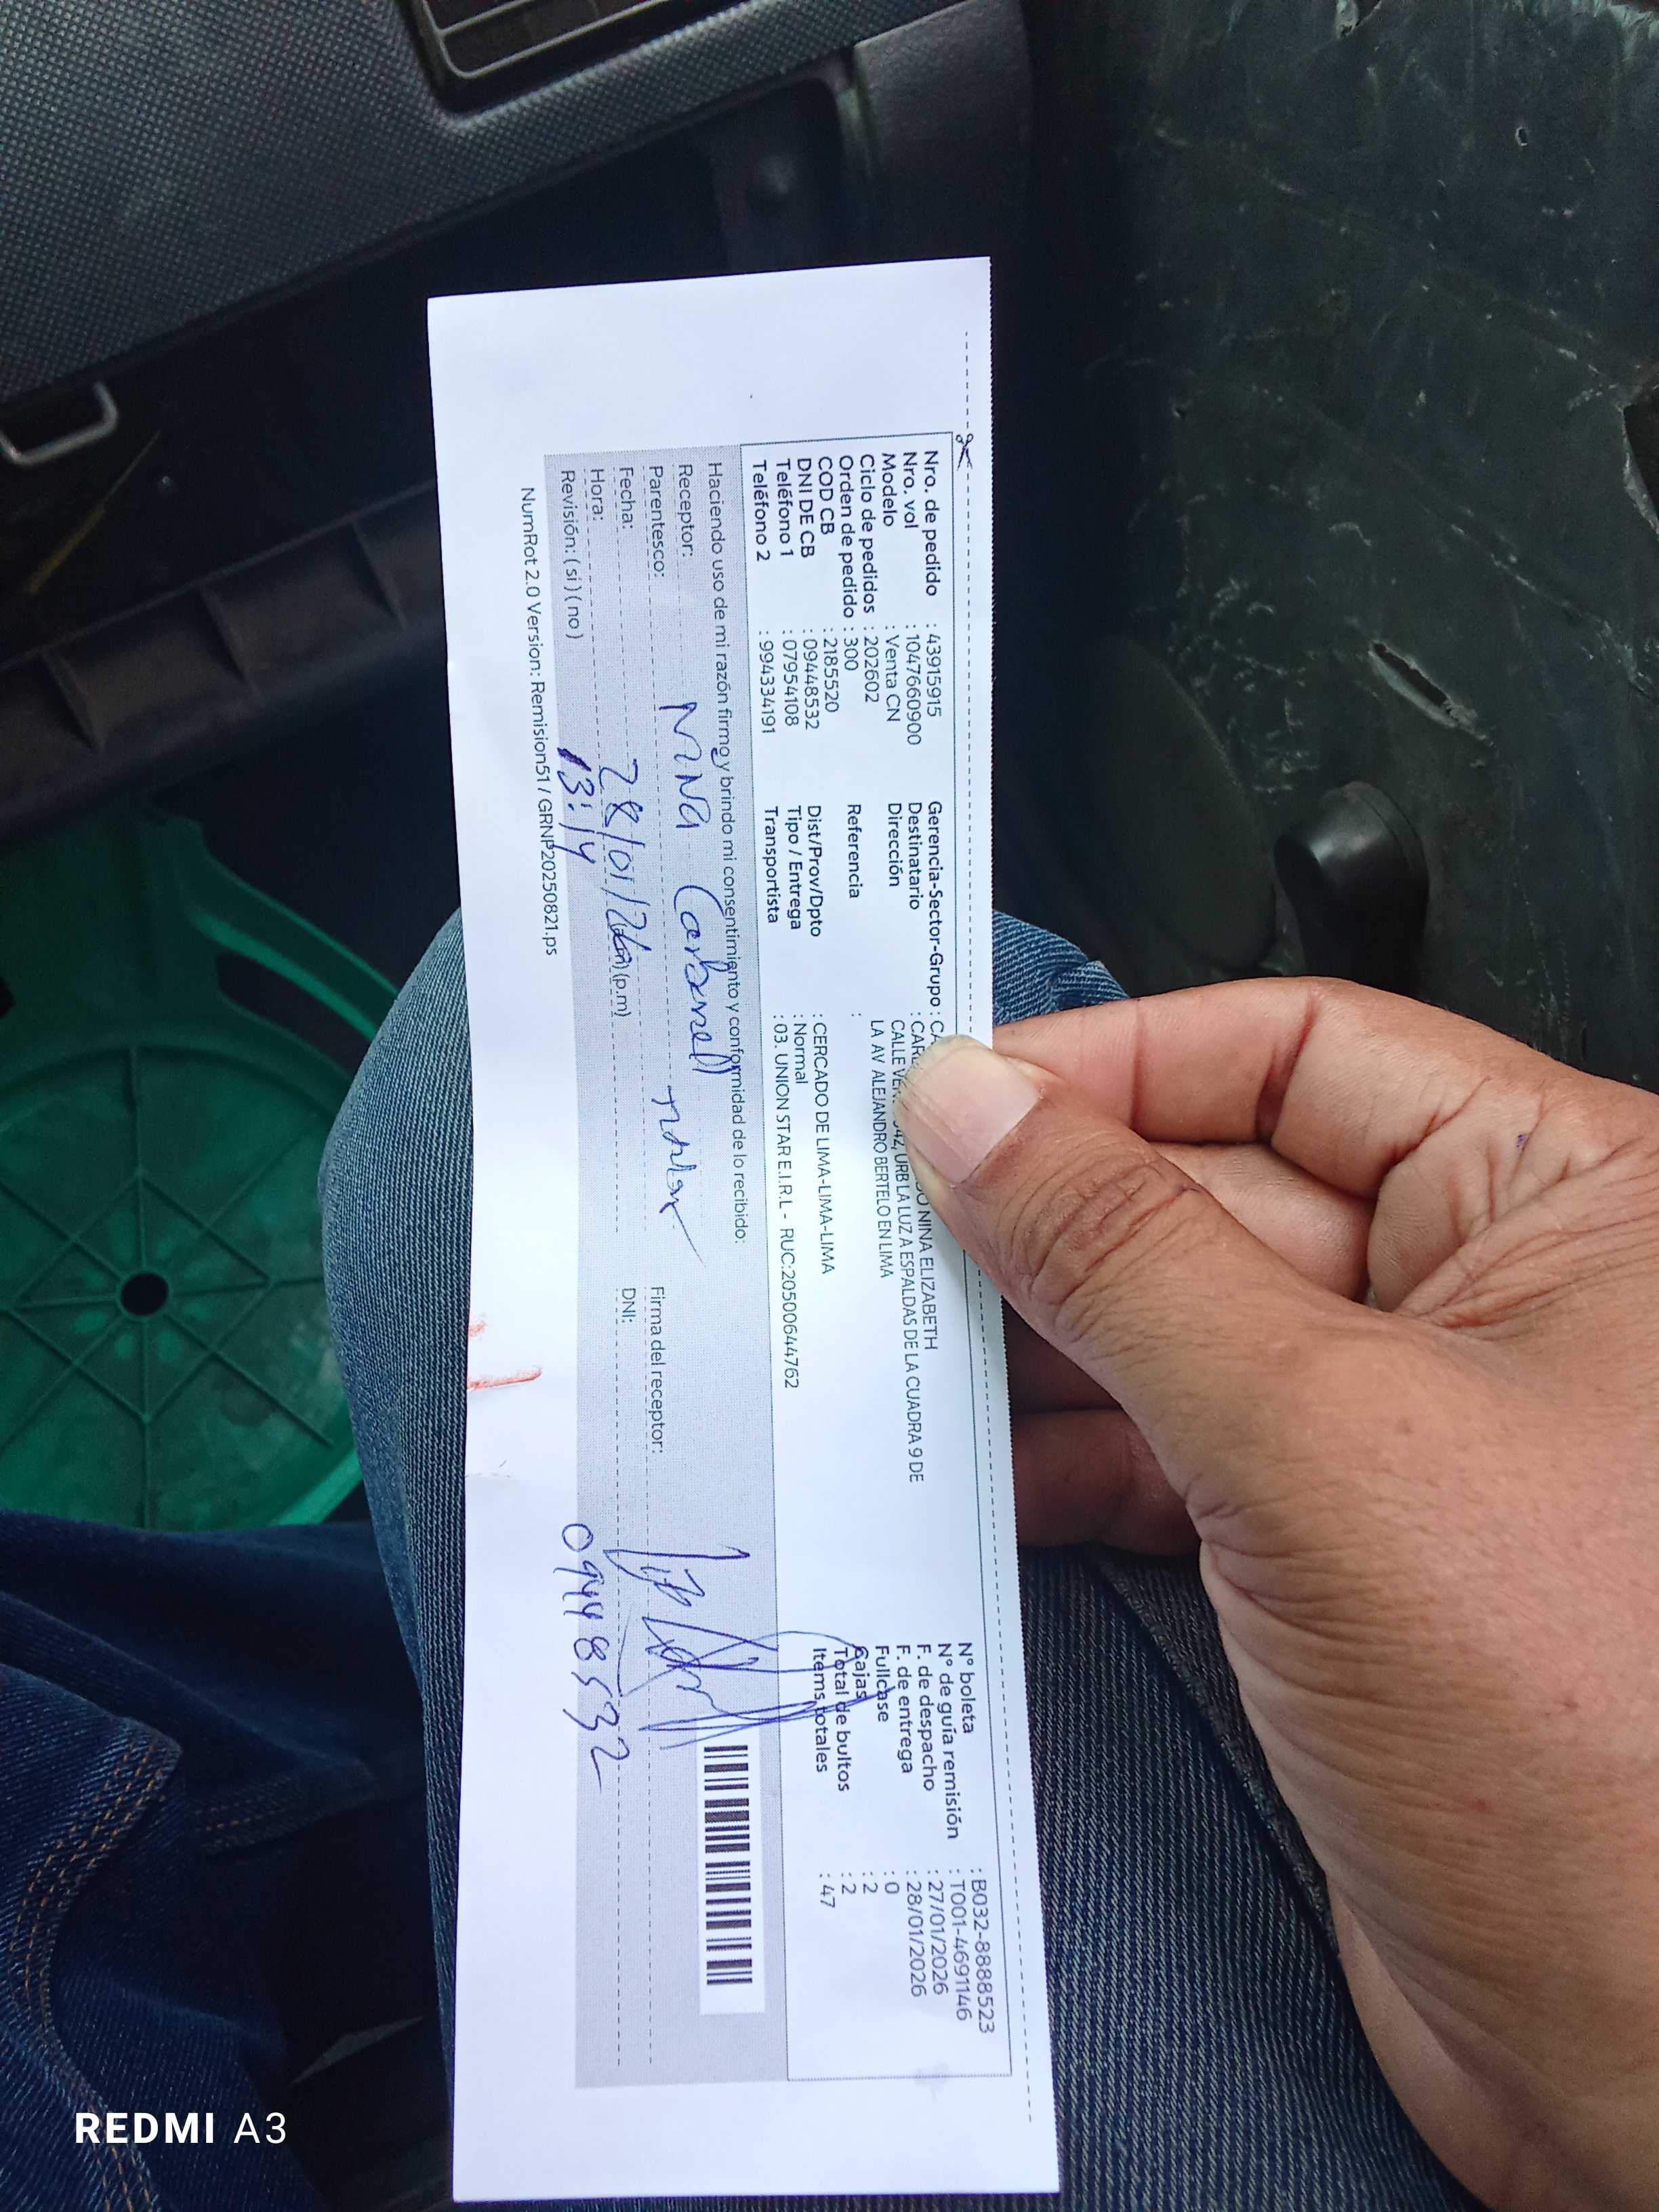 Nro. de pedido : 43915915
Nro. vol : 1047660900
Modelo : Venta CN
Ciclo de pedidos : 202602
Orden de pedido : 300
COD CB : 2185520
DNI DE CB : 09448532
Teléfono 1 : 07954108
Teléfono 2 : 994334191
Gerencia-Sector-Grupo :
Destinatario : NINA ELIZABETH
Dirección : CALLE 42, URB LA LUZ A ESPALDAS DE LA CUADRA 9 DE
LA AV ALEJANDRO BERTELO EN LIMA
Referencia :
Dist/Prov/Dpto : CERCADO DE LIMA-LIMA-LIMA
Tipo / Entrega : Normal
Transportista : 03. UNION STAR E.I.R.L - RUC:20500644762
N° boleta : B032-8888523
N° de guía remisión : T001-4691146
F. de despacho : 27/01/2026
F. de entrega : 28/01/2026
Fullcase : 0
Cajas : 2
Total de bultos : 2
Items totales : 47
Haciendo uso de mi razón firmo y brindo mi consentimiento y conformidad de lo recibido:
Receptor: Nina Carbonell
Parentesco:
Fecha: 28/01/26
Hora: 13:14 (p.m)
Revisión: ( si ) ( no )
Firma del receptor:
DNI: 09448532
NumRot 2.0 Version: Remision51 / GRNP20250821.ps
REDMI A3